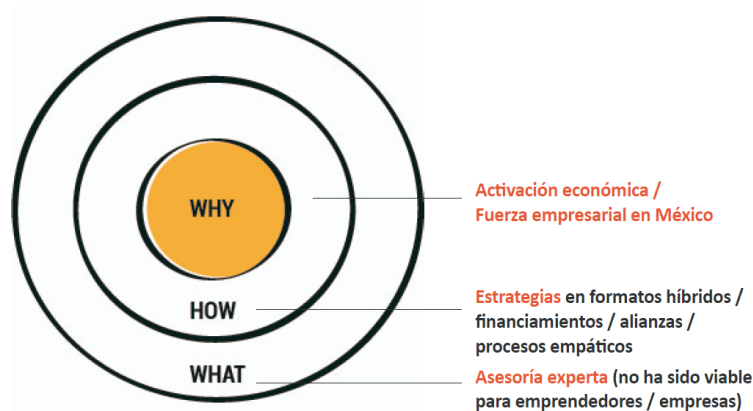 WHY
Activación económica /
Fuerza empresarial en México
HOW
Estrategias en formatos híbridos /
financiamientos / alianzas /
procesos empáticos
WHAT
Asesoría experta (no ha sido viable
para emprendedores / empresas)